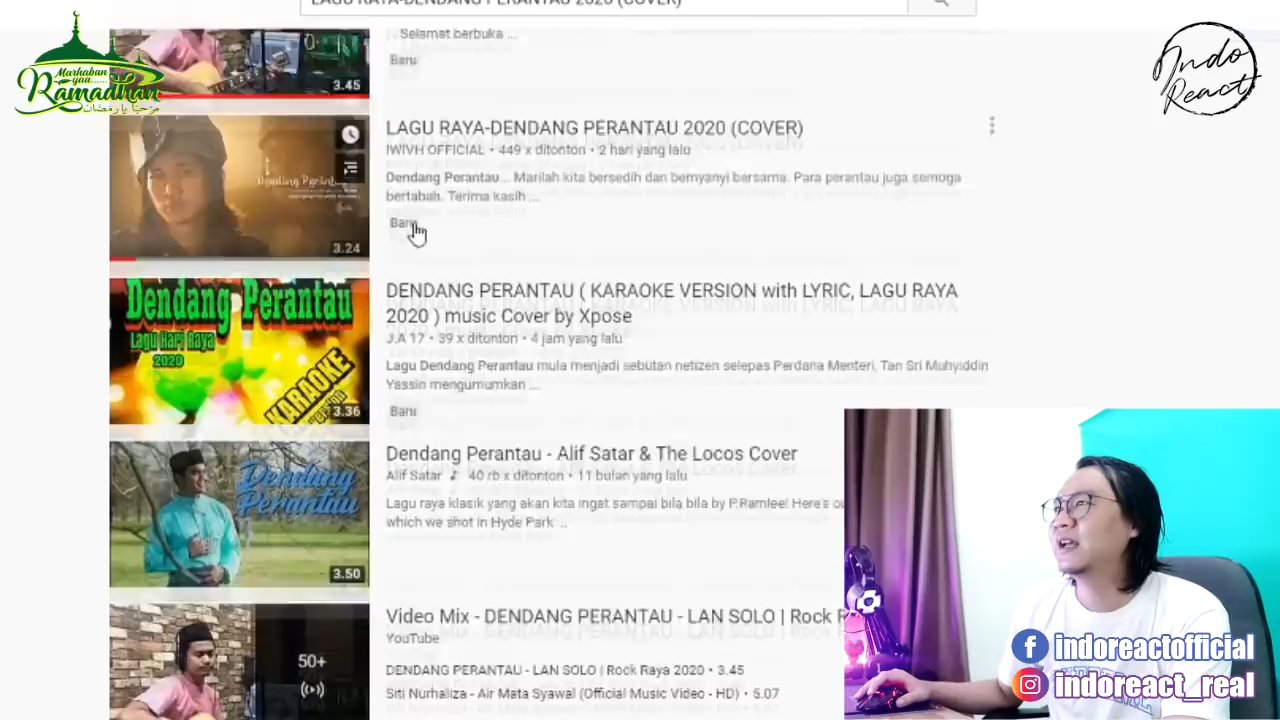 LAGU RAYA-DENDANG PERANTAU 2020 (COVER)
Marhaban
yaa......
Ramadhan
مرحبا يا رمضان
Indo
React
. Selamat berbuka ...
Baru
3.45
LAGU RAYA-DENDANG PERANTAU 2020 (COVER)
IWIVH OFFICIAL • 449 x ditonton • 2 hari yang lalu
Dendang Perantau... Marilah kita bersedih dan bernyanyi bersama. Para perantau juga semoga
bertabah. Terima kasih ...
Baru
3.24
Dendang Perantau
Lagu Hari Raya
2020
KARAOKE
version
3.36
DENDANG PERANTAU ( KARAOKE VERSION with LYRIC, LAGU RAYA
2020 ) music Cover by Xpose
J.A 17 • 39 x ditonton • 4 jam yang lalu
Lagu Dendang Perantau mula menjadi sebutan netizen selepas Perdana Menteri, Tan Sri Muhyiddin
Yassin mengumumkan ...
Baru
Dendang
Perantau
3.50
Dendang Perantau - Alif Satar & The Locos Cover
Alif Satar ♪ 40 rb x ditonton • 11 bulan yang lalu
Lagu raya klasik yang akan kita ingat sampai bila bila by P.Ramlee! Here's
which we shot in Hyde Park ...
50+
Video Mix - DENDANG PERANTAU - LAN SOLO | Rock
YouTube
DENDANG PERANTAU - LAN SOLO | Rock Raya 2020 • 3.45
Siti Nurhaliza - Air Mata Syawal (Official Music Video - HD) • 5.07
indoreactofficial
indoreact_real